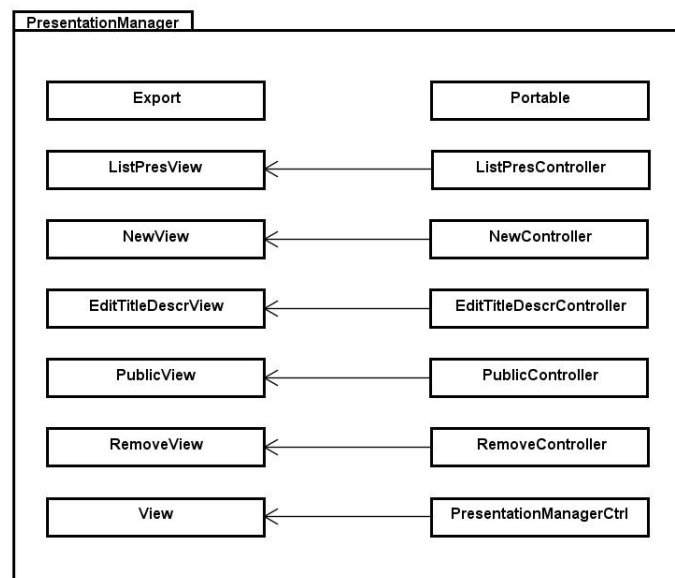 PresentationManager
Export
Portable
ListPresView
ListPresController
NewView
NewController
EditTitleDescrView
EditTitleDescrController
PublicView
PublicController
RemoveView
RemoveController
View
PresentationManagerCtrl